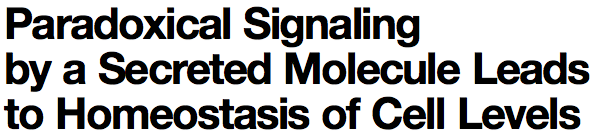 Paradoxical Signaling
by a Secreted Molecule Leads
to Homeostasis of Cell Levels